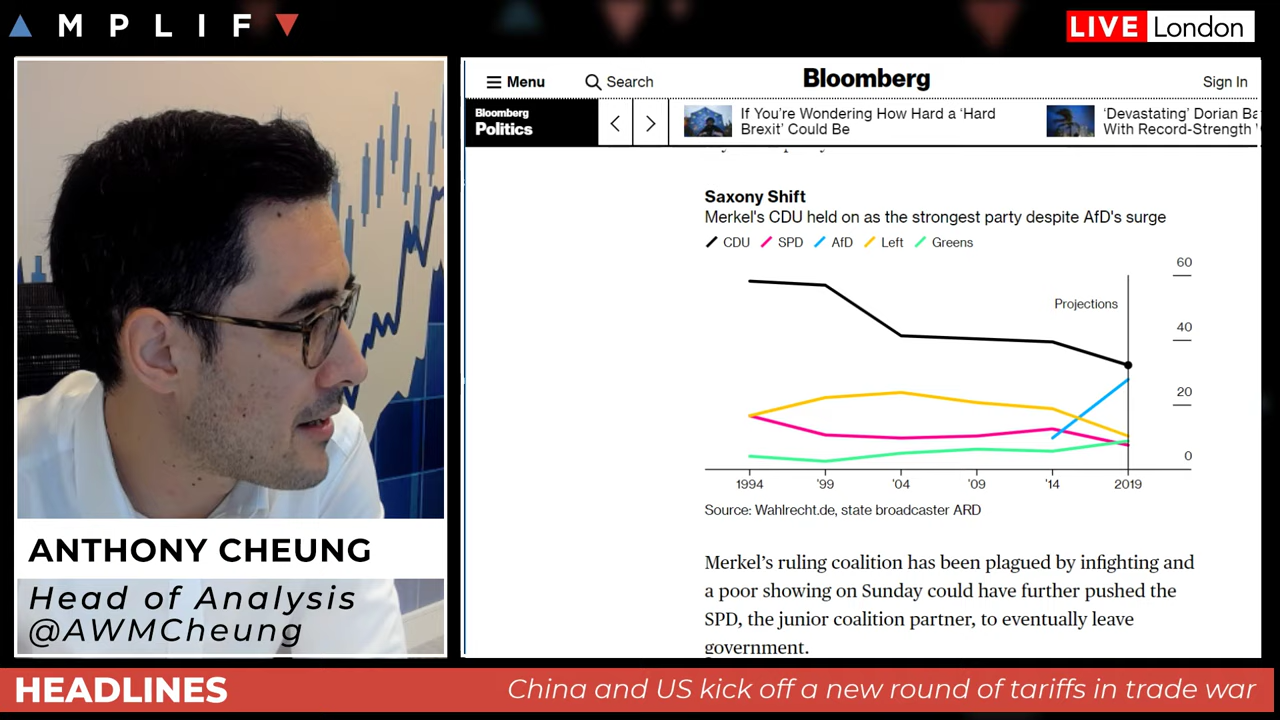 MPLIF
LIVE London
Menu
Search
Bloomberg
Sign In
Bloomberg
Politics
If You’re Wondering How Hard a ‘Hard
Brexit’ Could Be
‘Devastating’ Dorian Ba
With Record-Strength
Saxony Shift
Merkel's CDU held on as the strongest party despite AfD's surge
CDU SPD AfD Left Greens
60
Projections
40
20
0
1994 '99 '04 '09 '14 2019
Source: Wahlrecht.de, state broadcaster ARD
Merkel’s ruling coalition has been plagued by infighting and
a poor showing on Sunday could have further pushed the
SPD, the junior coalition partner, to eventually leave
government.
ANTHONY CHEUNG
Head of Analysis
@AWMCheung
HEADLINES
China and US kick off a new round of tariffs in trade war